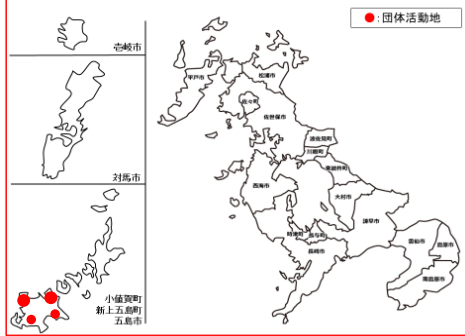 ●:団体活動地
壱岐市
対馬市
小値賀町
新上五島町
五島市
平戸市
松浦市
佐々町
佐世保市
波佐見町
川棚町
東彼杵町
西海市
大村市
時津町
長与町
諫早市
長崎市
雲仙市
島原市
南島原市